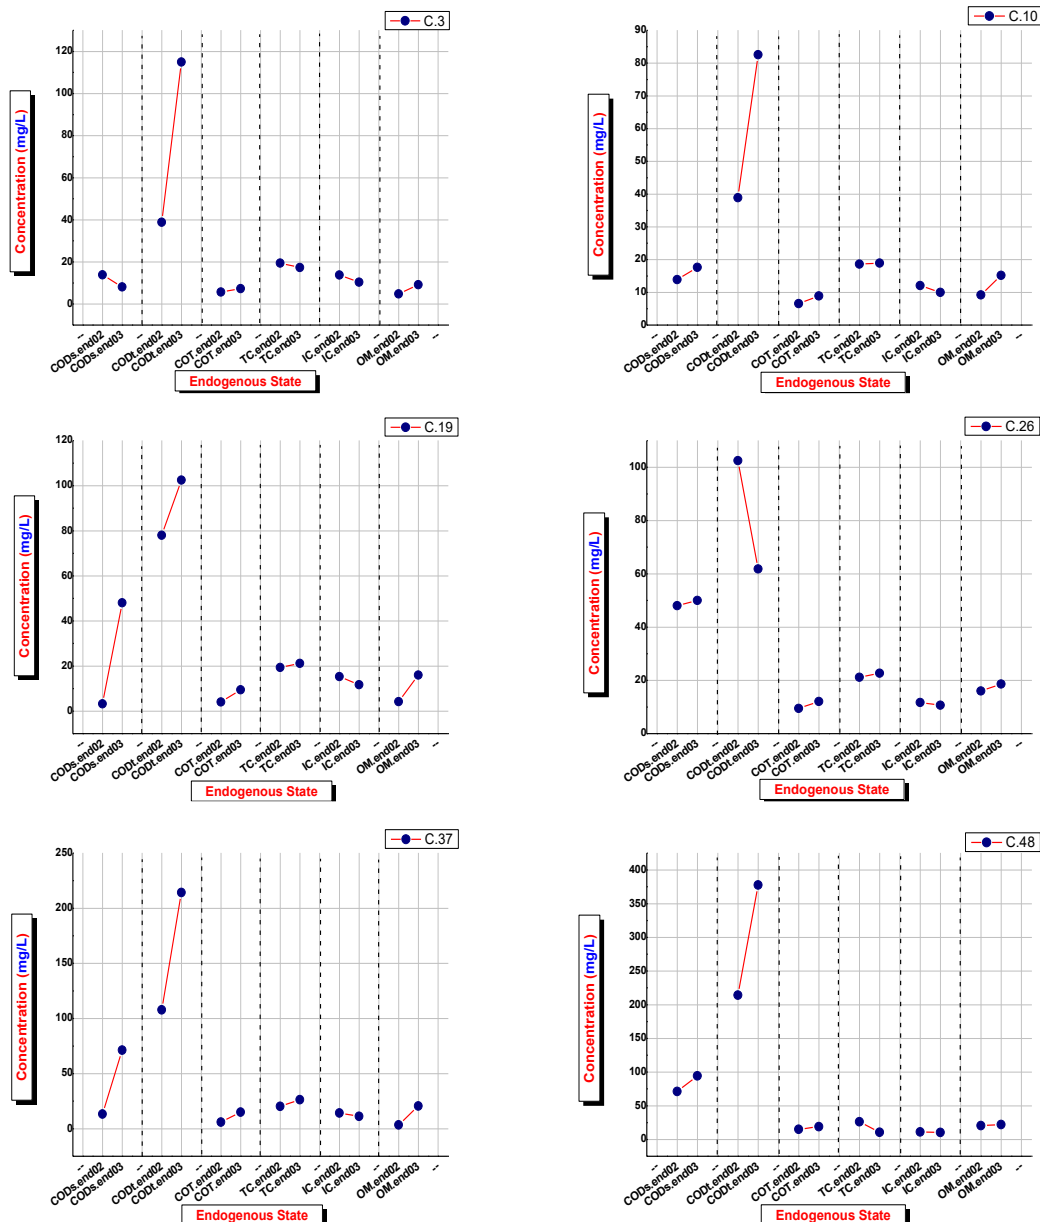 C.3
120
100
80
60
40
20
0
Concentration (mg/L)
--
CODs.end02
CODs.end03
--
CODt.end02
CODt.end03
--
COT.end02
COT.end03
--
TC.end02
TC.end03
--
IC.end02
IC.end03
--
OM.end02
OM.end03
--
Endogenous State
C.10
90
80
70
60
50
40
30
20
10
0
Concentration (mg/L)
--
CODs.end02
CODs.end03
--
CODt.end02
CODt.end03
--
COT.end02
COT.end03
--
TC.end02
TC.end03
--
IC.end02
IC.end03
--
OM.end02
OM.end03
--
Endogenous State
C.19
120
100
80
60
40
20
0
Concentration (mg/L)
--
CODs.end02
CODs.end03
--
CODt.end02
CODt.end03
--
COT.end02
COT.end03
--
TC.end02
TC.end03
--
IC.end02
IC.end03
--
OM.end02
OM.end03
--
Endogenous State
C.26
100
80
60
40
20
0
Concentration (mg/L)
--
CODs.end02
CODs.end03
--
CODt.end02
CODt.end03
--
COT.end02
COT.end03
--
TC.end02
TC.end03
--
IC.end02
IC.end03
--
OM.end02
OM.end03
--
Endogenous State
C.37
250
200
150
100
50
0
Concentration (mg/L)
--
CODs.end02
CODs.end03
--
CODt.end02
CODt.end03
--
COT.end02
COT.end03
--
TC.end02
TC.end03
--
IC.end02
IC.end03
--
OM.end02
OM.end03
--
Endogenous State
C.48
400
350
300
250
200
150
100
50
0
Concentration (mg/L)
--
CODs.end02
CODs.end03
--
CODt.end02
CODt.end03
--
COT.end02
COT.end03
--
TC.end02
TC.end03
--
IC.end02
IC.end03
--
OM.end02
OM.end03
--
Endogenous State